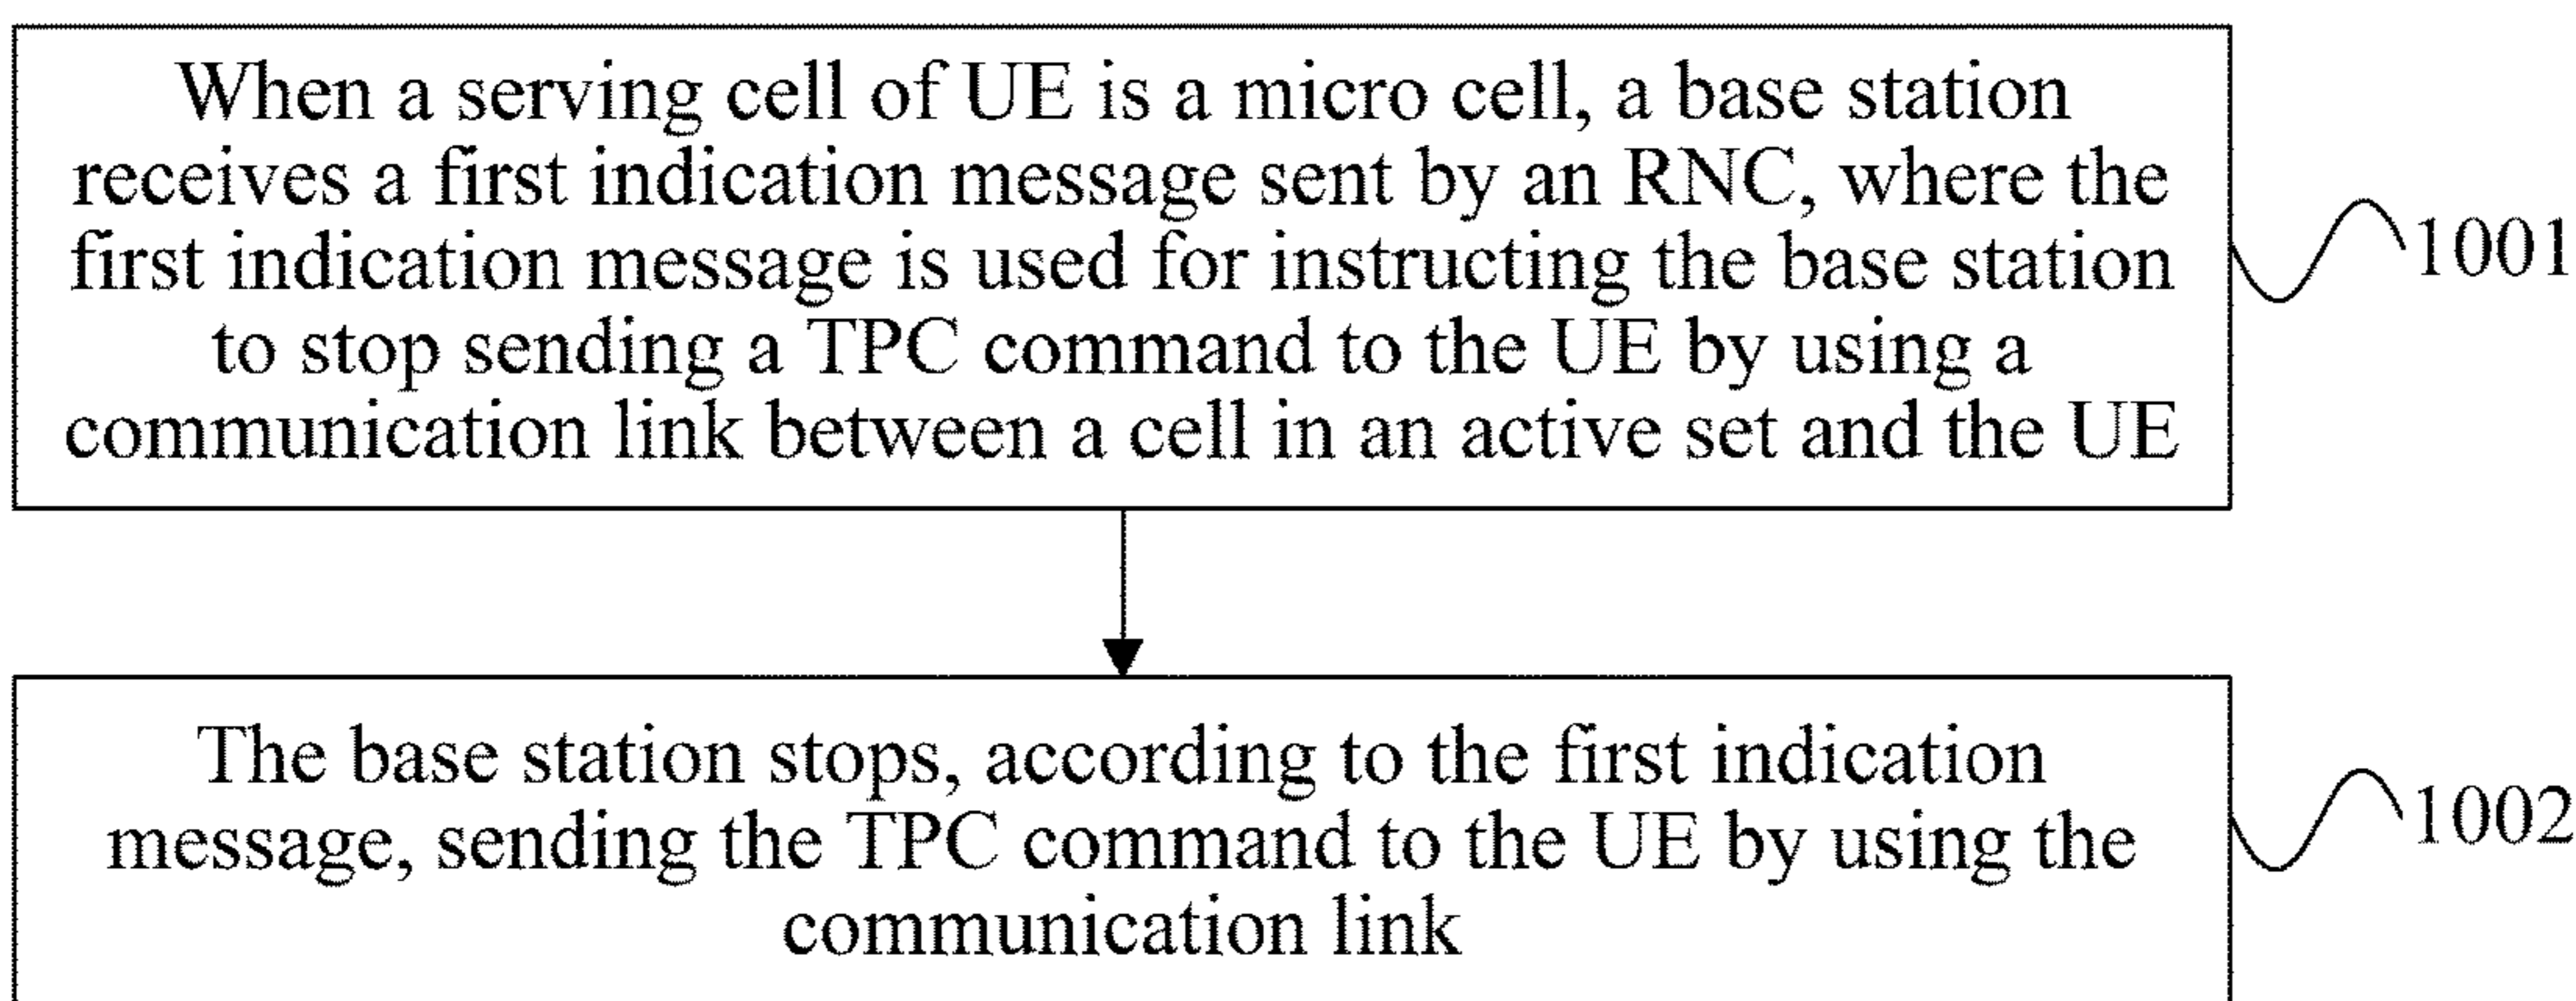 When a serving cell of UE is a micro cell, a base station
receives a first indication message sent by an RNC, where the
first indication message is used for instructing the base station
to stop sending a TPC command to the UE by using a
communication link between a cell in an active set and the UE
1001
The base station stops, according to the first indication
message, sending the TPC command to the UE by using the
communication link
1002